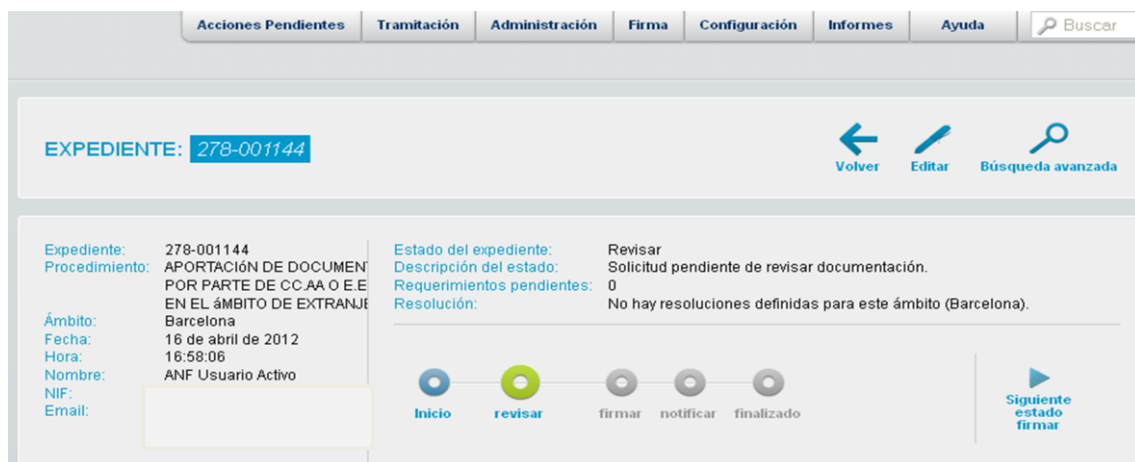 Acciones Pendientes Tramitación Administración Firma Configuración Informes Ayuda Buscar
EXPEDIENTE: 278-001144
Volver Editar Búsqueda avanzada
Expediente: 278-001144
Procedimiento: APORTACIóN DE DOCUMEN
POR PARTE DE CC.AA O E.E
EN EL áMBITO DE EXTRANJE
Ámbito: Barcelona
Fecha: 16 de abril de 2012
Hora: 16:58:06
Nombre: ANF Usuario Activo
NIF:
Email:
Estado del expediente: Revisar
Descripción del estado: Solicitud pendiente de revisar documentación.
Requerimientos pendientes: 0
Resolución: No hay resoluciones definidas para este ámbito (Barcelona).
Inicio revisar firmar notificar finalizado
Siguiente
estado
firmar